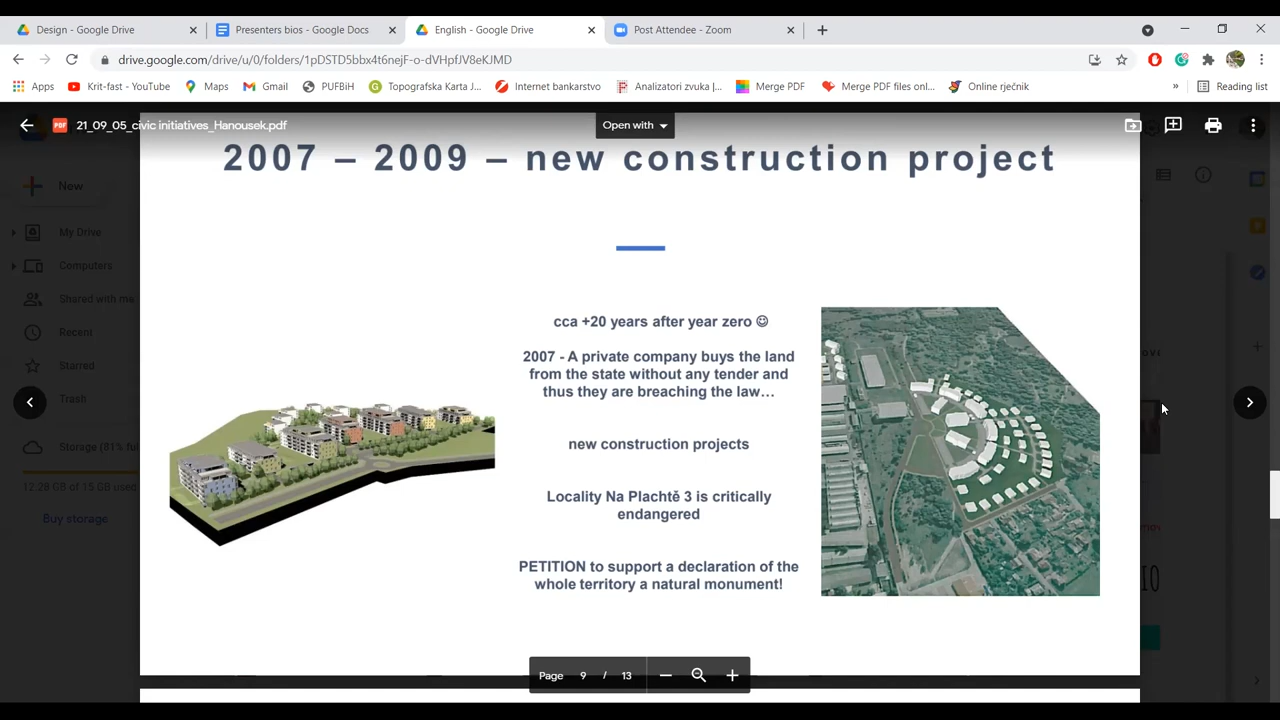 Design - Google Drive
Presenters bios - Google Docs
English - Google Drive
Post Attendee - Zoom
drive.google.com/drive/u/0/folders/1pDSTD5bbx4t6nejF-o-dVHpfJV8eKJMD
Apps
Krit-fast - YouTube
Maps
Gmail
PUFBiH
Topografska Karta J...
Internet bankarstvo
Analizatori zvuka |...
Merge PDF
Merge PDF files onl...
Online rječnik
»
Reading list
PDF
21_09_05_civic initiatives_Hanousek.pdf
Open with
New
My Drive
Computers
Shared with me
Recent
Starred
Trash
Storage (81% ful
12.28 GB of 15 GB used
Buy storage
2007 – 2009 – new construction project
cca +20 years after year zero ☺
2007 - A private company buys the land
from the state without any tender and
thus they are breaching the law…
new construction projects
Locality Na Plachtě 3 is critically
endangered
PETITION to support a declaration of the
whole territory a natural monument!
Page 9 / 13